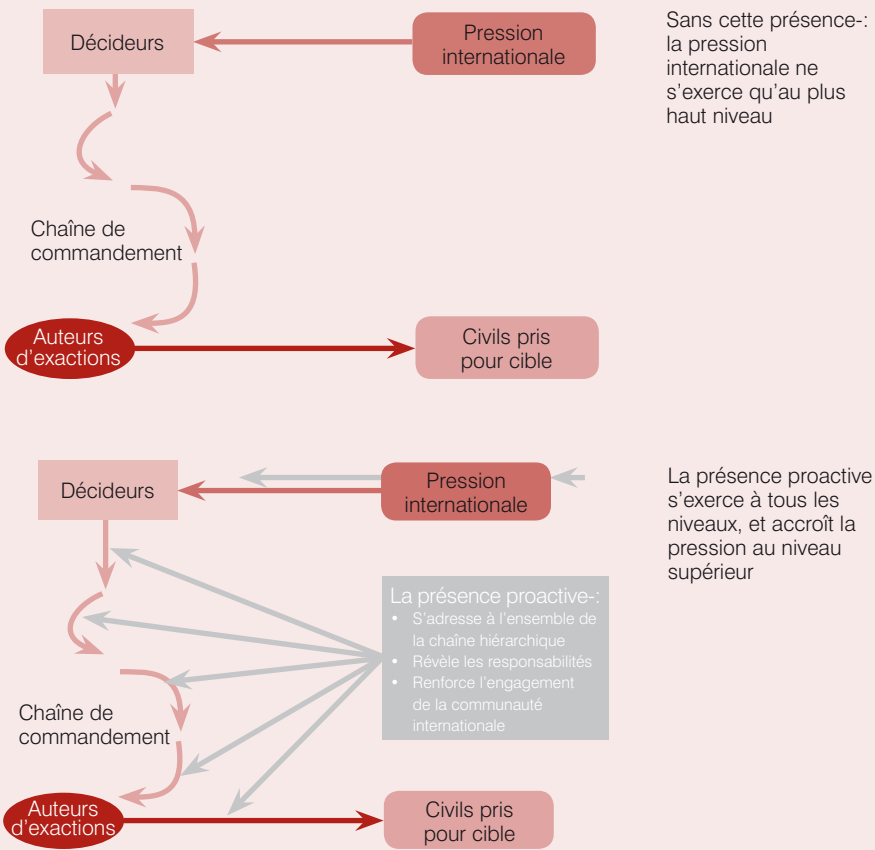 Décideurs
Pression
internationale
Sans cette présence-:
la pression
internationale ne
s'exerce qu'au plus
haut niveau
Chaîne de
commandement
Auteurs
d'exactions
Civils pris
pour cible
Décideurs
Pression
internationale
La présence proactive
s'exerce à tous les
niveaux, et accroît la
pression au niveau
supérieur
La présence proactive-:
• S'adresse à l'ensemble de
la chaîne hiérarchique
• Révèle les responsabilités
• Renforce l'engagement
de la communauté
internationale
Chaîne de
commandement
Auteurs
d'exactions
Civils pris
pour cible